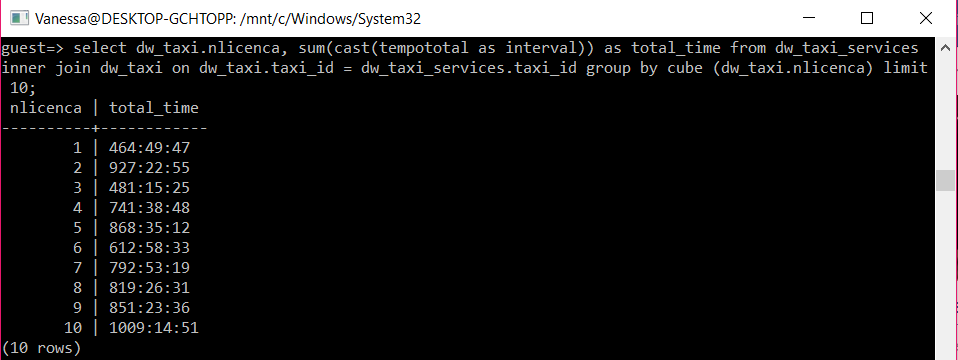 Vanessa@DESKTOP-GCHTOPP: /mnt/c/Windows/System32
guest=> select dw_taxi.nlicenca, sum(cast(tempototal as interval)) as total_time from dw_taxi_services
inner join dw_taxi on dw_taxi.taxi_id = dw_taxi_services.taxi_id group by cube (dw_taxi.nlicenca) limit
 10;
 nlicenca | total_time
----------+------------
        1 | 464:49:47
        2 | 927:22:55
        3 | 481:15:25
        4 | 741:38:48
        5 | 868:35:12
        6 | 612:58:33
        7 | 792:53:19
        8 | 819:26:31
        9 | 851:23:36
       10 | 1009:14:51
(10 rows)